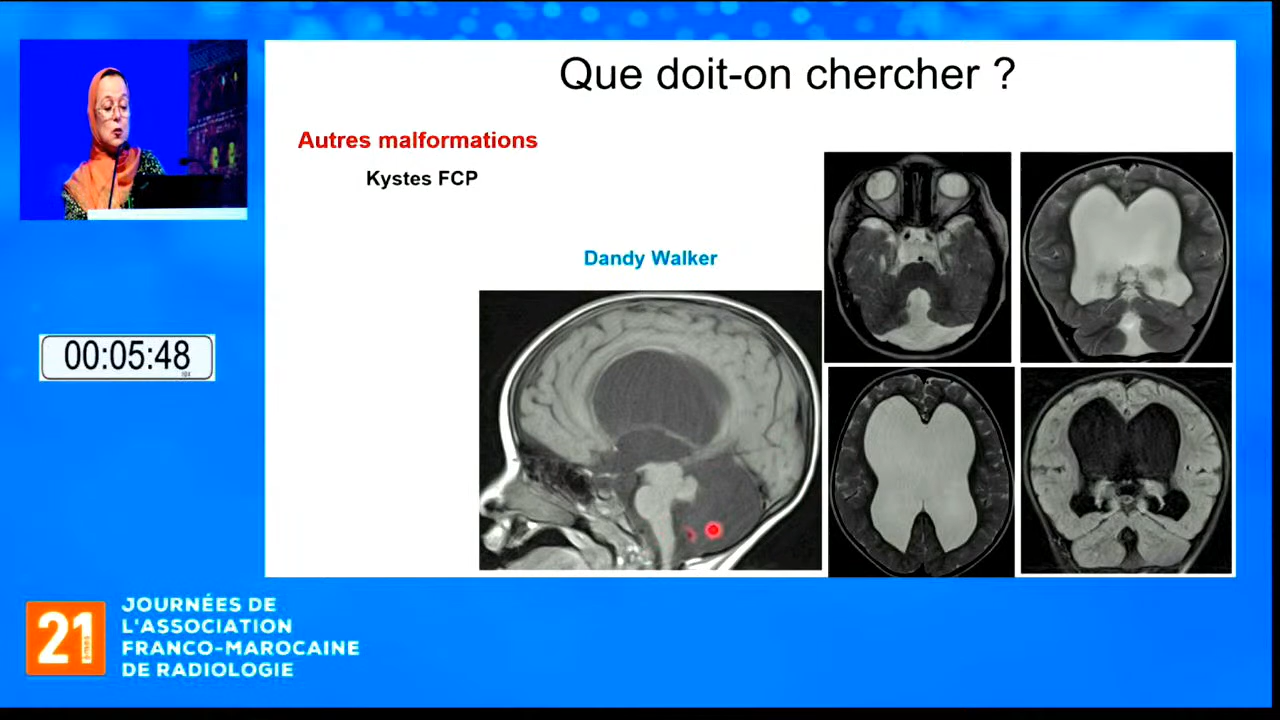 Que doit-on chercher ?
Autres malformations
Kystes FCP
Dandy Walker
00:05:48
21
èmes
JOURNÉES DE
L'ASSOCIATION
FRANCO-MAROCAINE
DE RADIOLOGIE